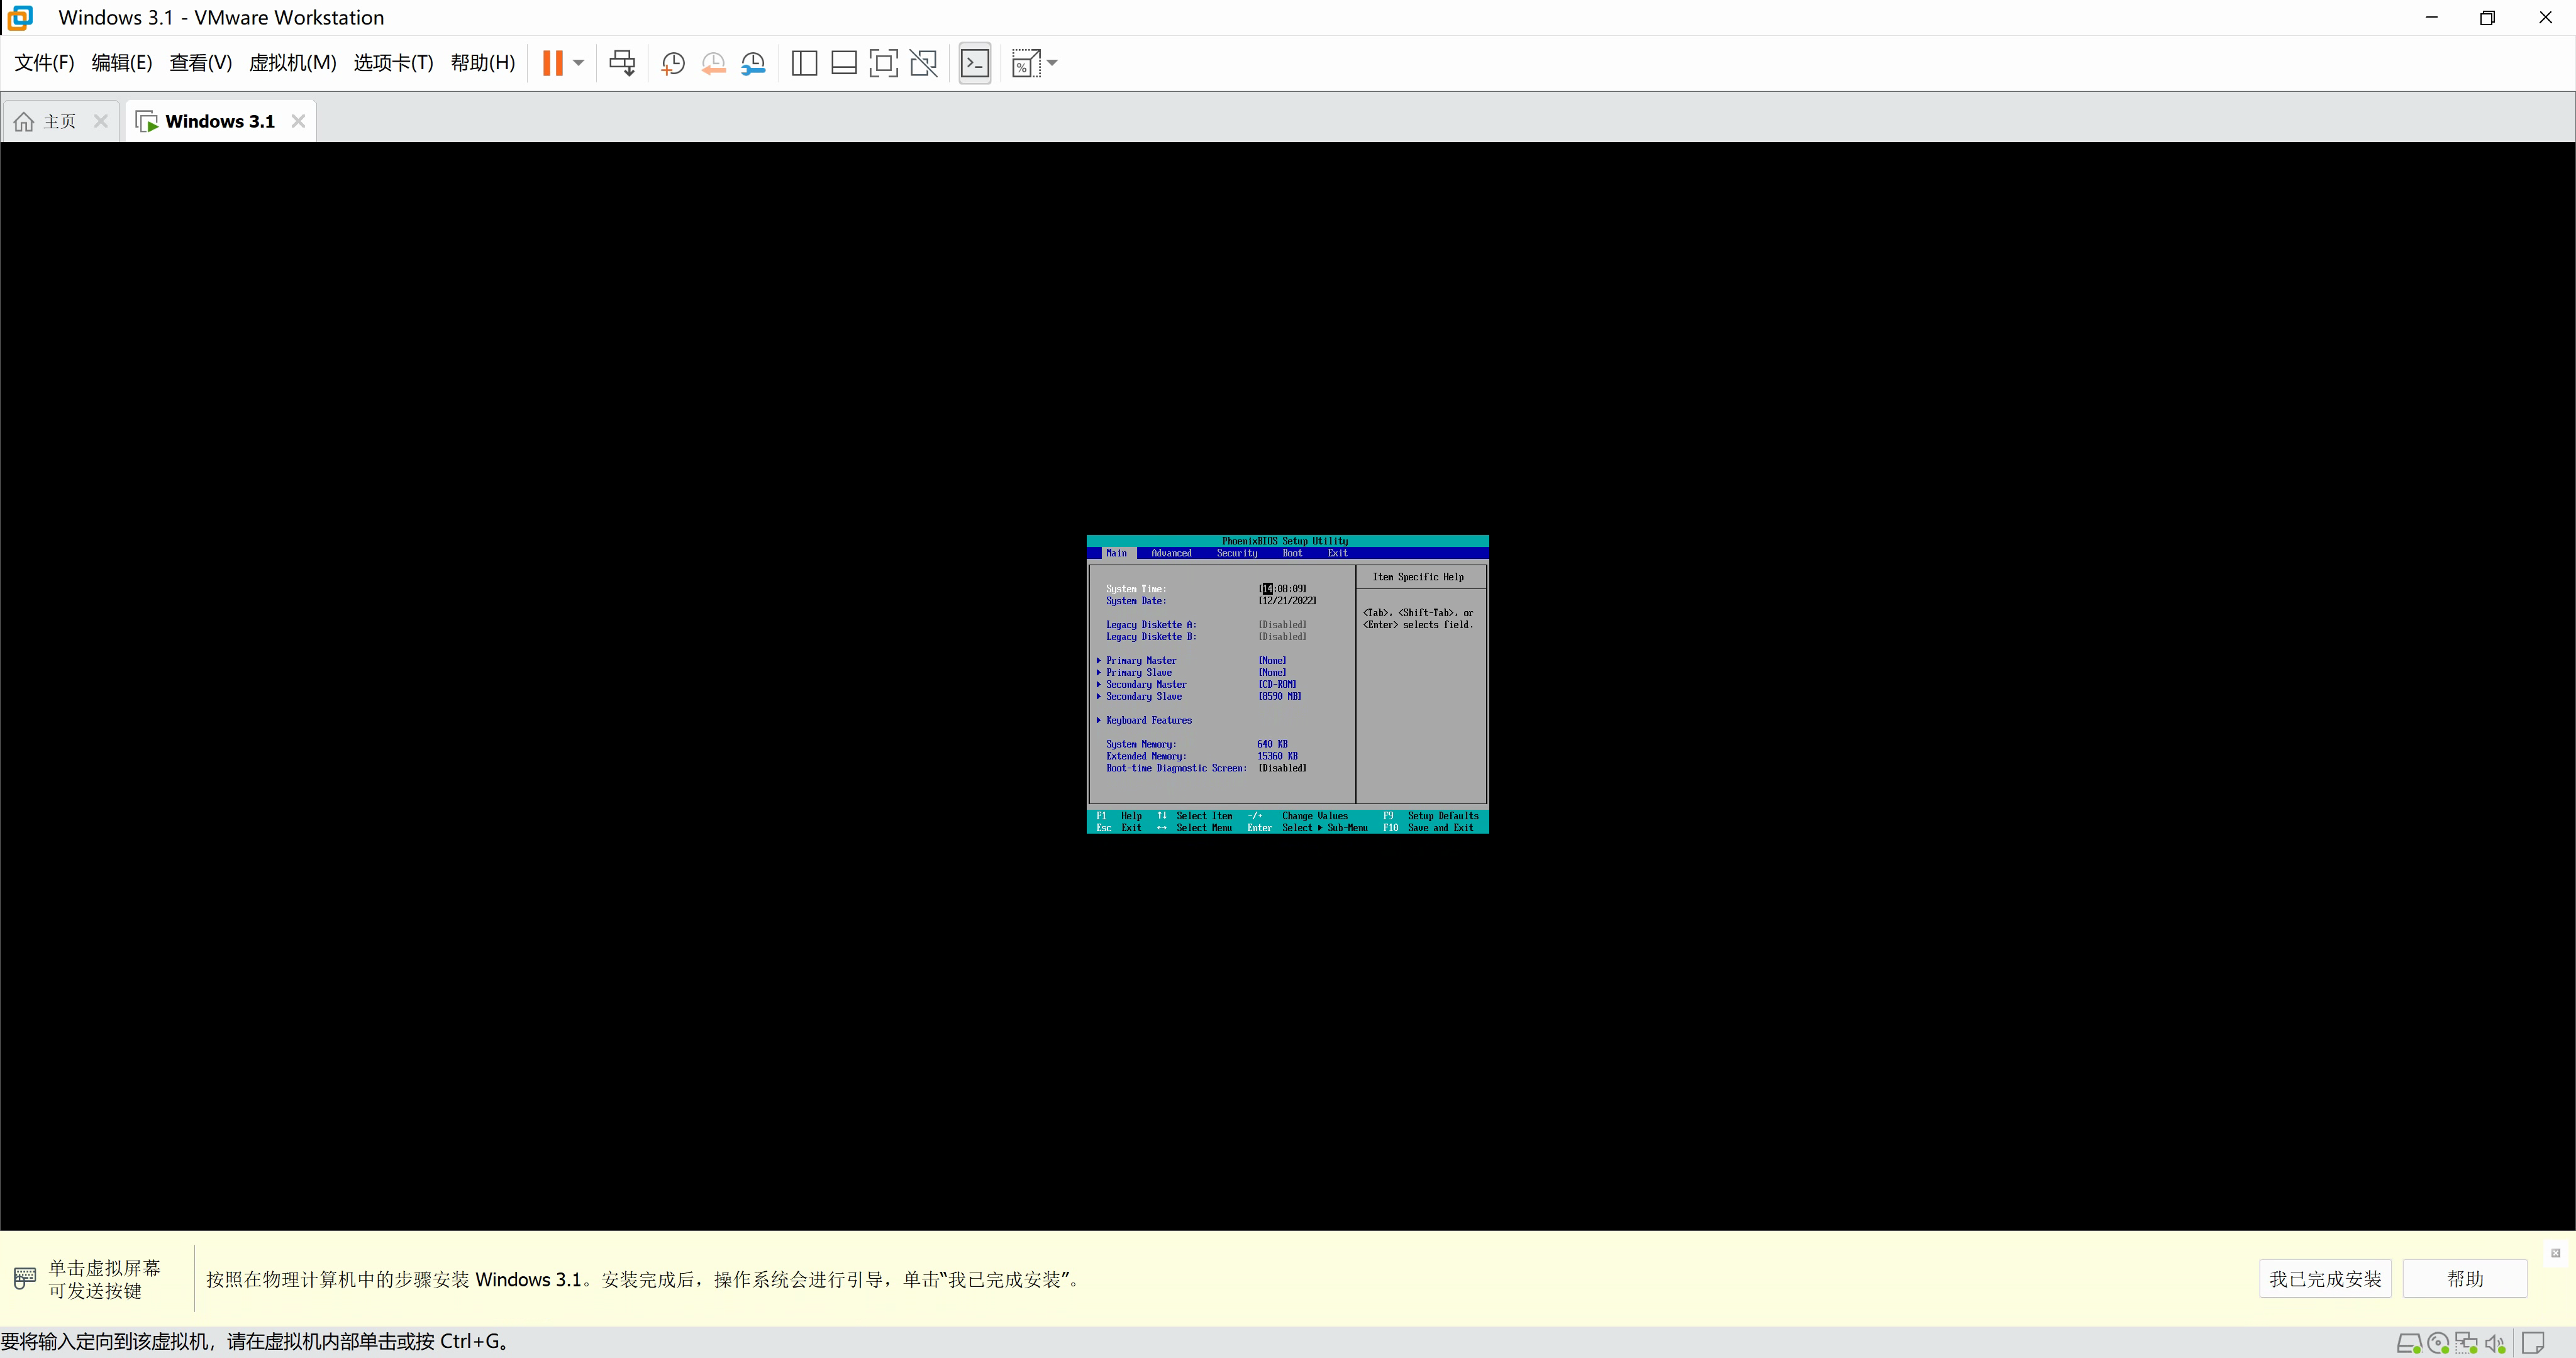 Windows 3.1 - VMware Workstation
文件(F) 编辑(E) 查看(V) 虚拟机(M) 选项卡(T) 帮助(H)
主页 Windows 3.1
PhoenixBIOS Setup Utility
Main Advanced Security Boot Exit
Item Specific Help
System Time: [14:08:09]
System Date: [12/21/2022]
<Tab>, <Shift-Tab>, or
<Enter> selects field.
Legacy Diskette A: [Disabled]
Legacy Diskette B: [Disabled]
Primary Master [None]
Primary Slave [None]
Secondary Master [CD-ROM]
Secondary Slave [8590 MB]
Keyboard Features
System Memory: 640 KB
Extended Memory: 15360 KB
Boot-time Diagnostic Screen: [Disabled]
F1 Help ↑↓ Select Item -/+ Change Values F9 Setup Defaults
Esc Exit ↔ Select Menu Enter Select ▶ Sub-Menu F10 Save and Exit
单击虚拟屏幕
可发送按键
按照在物理计算机中的步骤安装 Windows 3.1。安装完成后，操作系统会进行引导，单击“我已完成安装”。
我已完成安装 帮助
要将输入定向到该虚拟机，请在虚拟机内部单击或按 Ctrl+G。